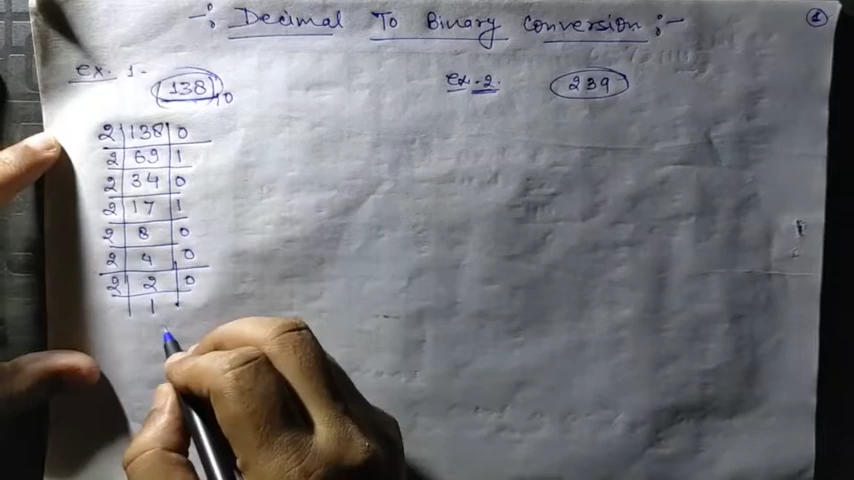 -: Decimal To Binary Conversion :-
1
ex. 1- (138)10
ex. 2. 239
2 138 0
2 69 1
2 34 0
2 17 1
2 8 0
2 4 0
2 2 0
1